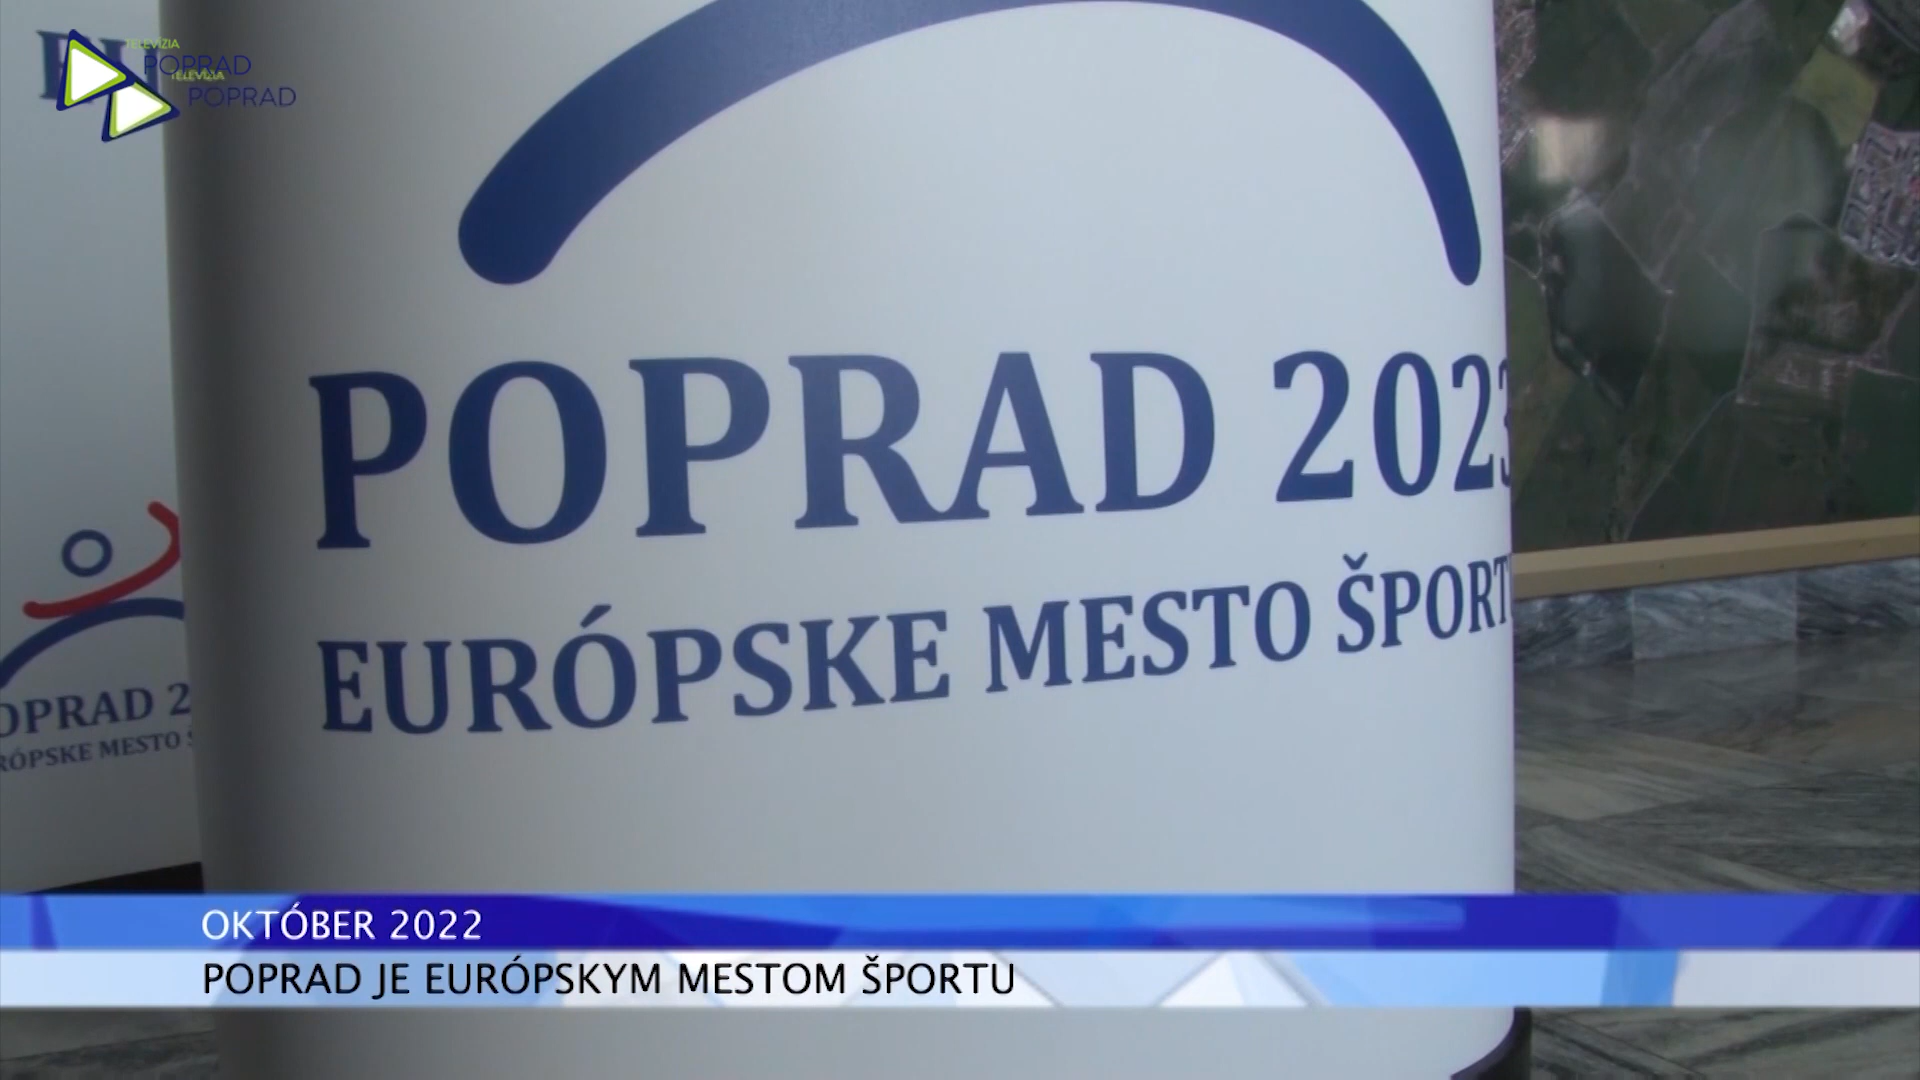 TELEVÍZIA
POPRAD
TELEVÍZIA
POPRAD
POPRAD 2023
EURÓPSKE MESTO ŠPORT
OPRAD 2
RÓPSKE MESTO
OKTÓBER 2022
POPRAD JE EURÓPSKYM MESTOM ŠPORTU